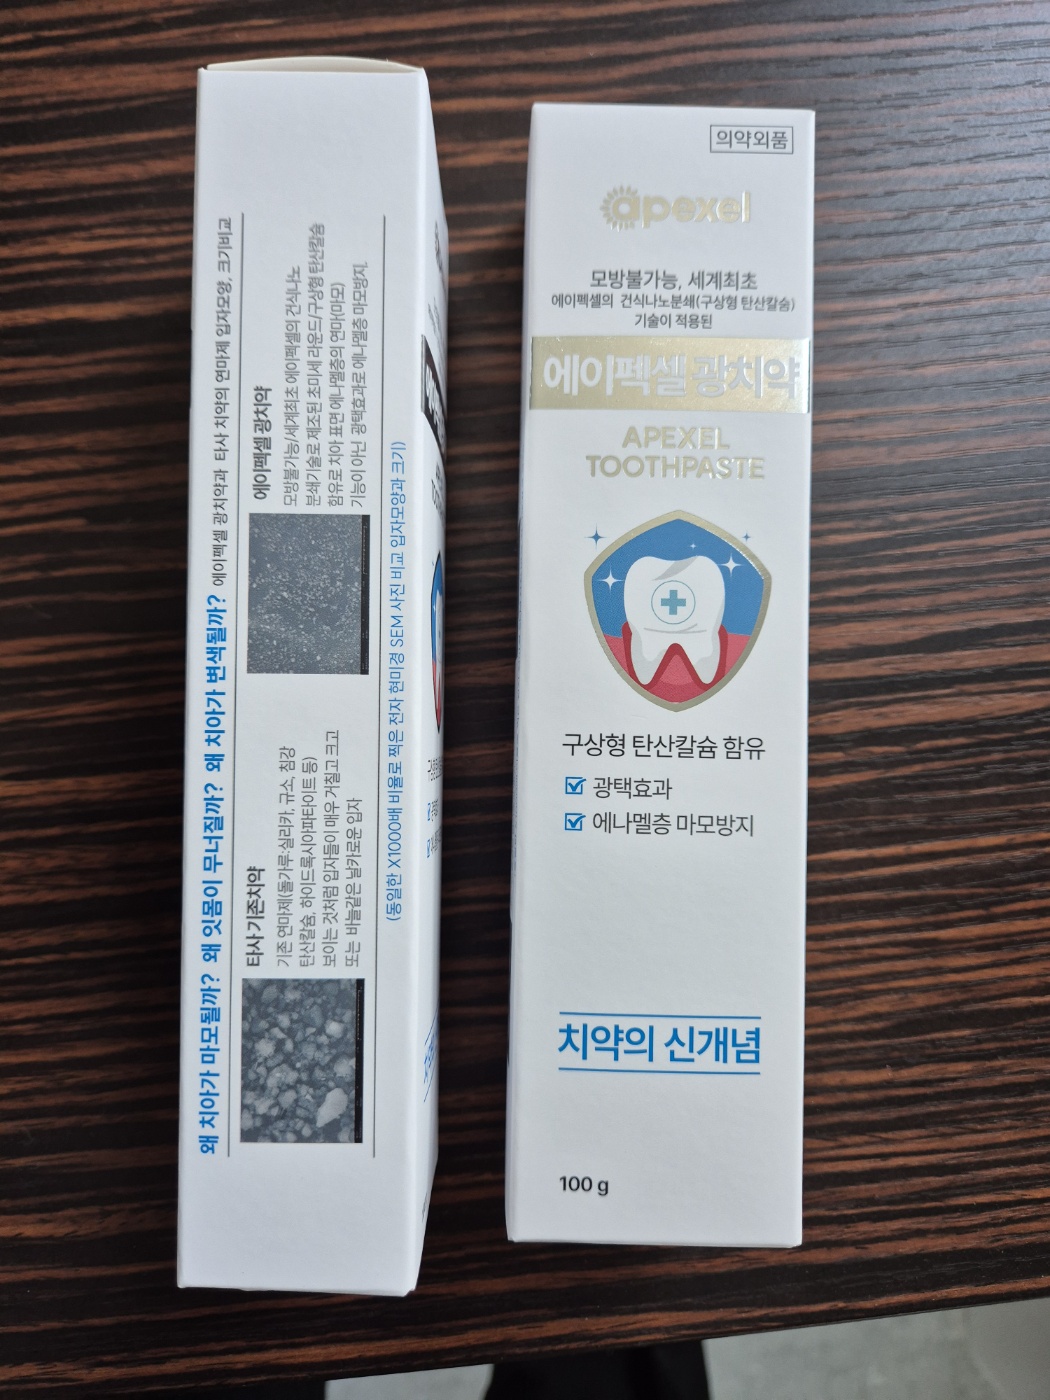 왜 치아가 마모될까? 왜 잇몸이 무너질까? 왜 치아가 변색될까? 에이펙셀 광치약과 타사 치약의 연마제 입자모양, 크기비교
타사 기존치약
기존 연마제(돌가루:실리카, 규소, 침강
탄산칼슘, 하이드록시아파타이트 등)
보이는 것처럼 입자들이 매우 거칠고 크고
또는 바늘같은 날카로운 입자
에이펙셀 광치약
모방불가능/세계최초 에이펙셀의 건식나노
분쇄기술로 제조된 초미세 라운드/구상형 탄산칼슘
함유로 치아 표면 에나멜층의 연마(마모)
기능이 아닌 광택효과로 에나멜층 마모방지.
(동일한 X1000배 비율로 찍은 전자 현미경 SEM 사진 비교 입자모양과 크기)
의약외품
apexel
모방불가능, 세계최초
에이펙셀의 건식나노분쇄(구상형 탄산칼슘)
기술이 적용된
에이펙셀 광치약
APEXEL
TOOTHPASTE
구상형 탄산칼슘 함유
광택효과
에나멜층 마모방지
치약의 신개념
100 g